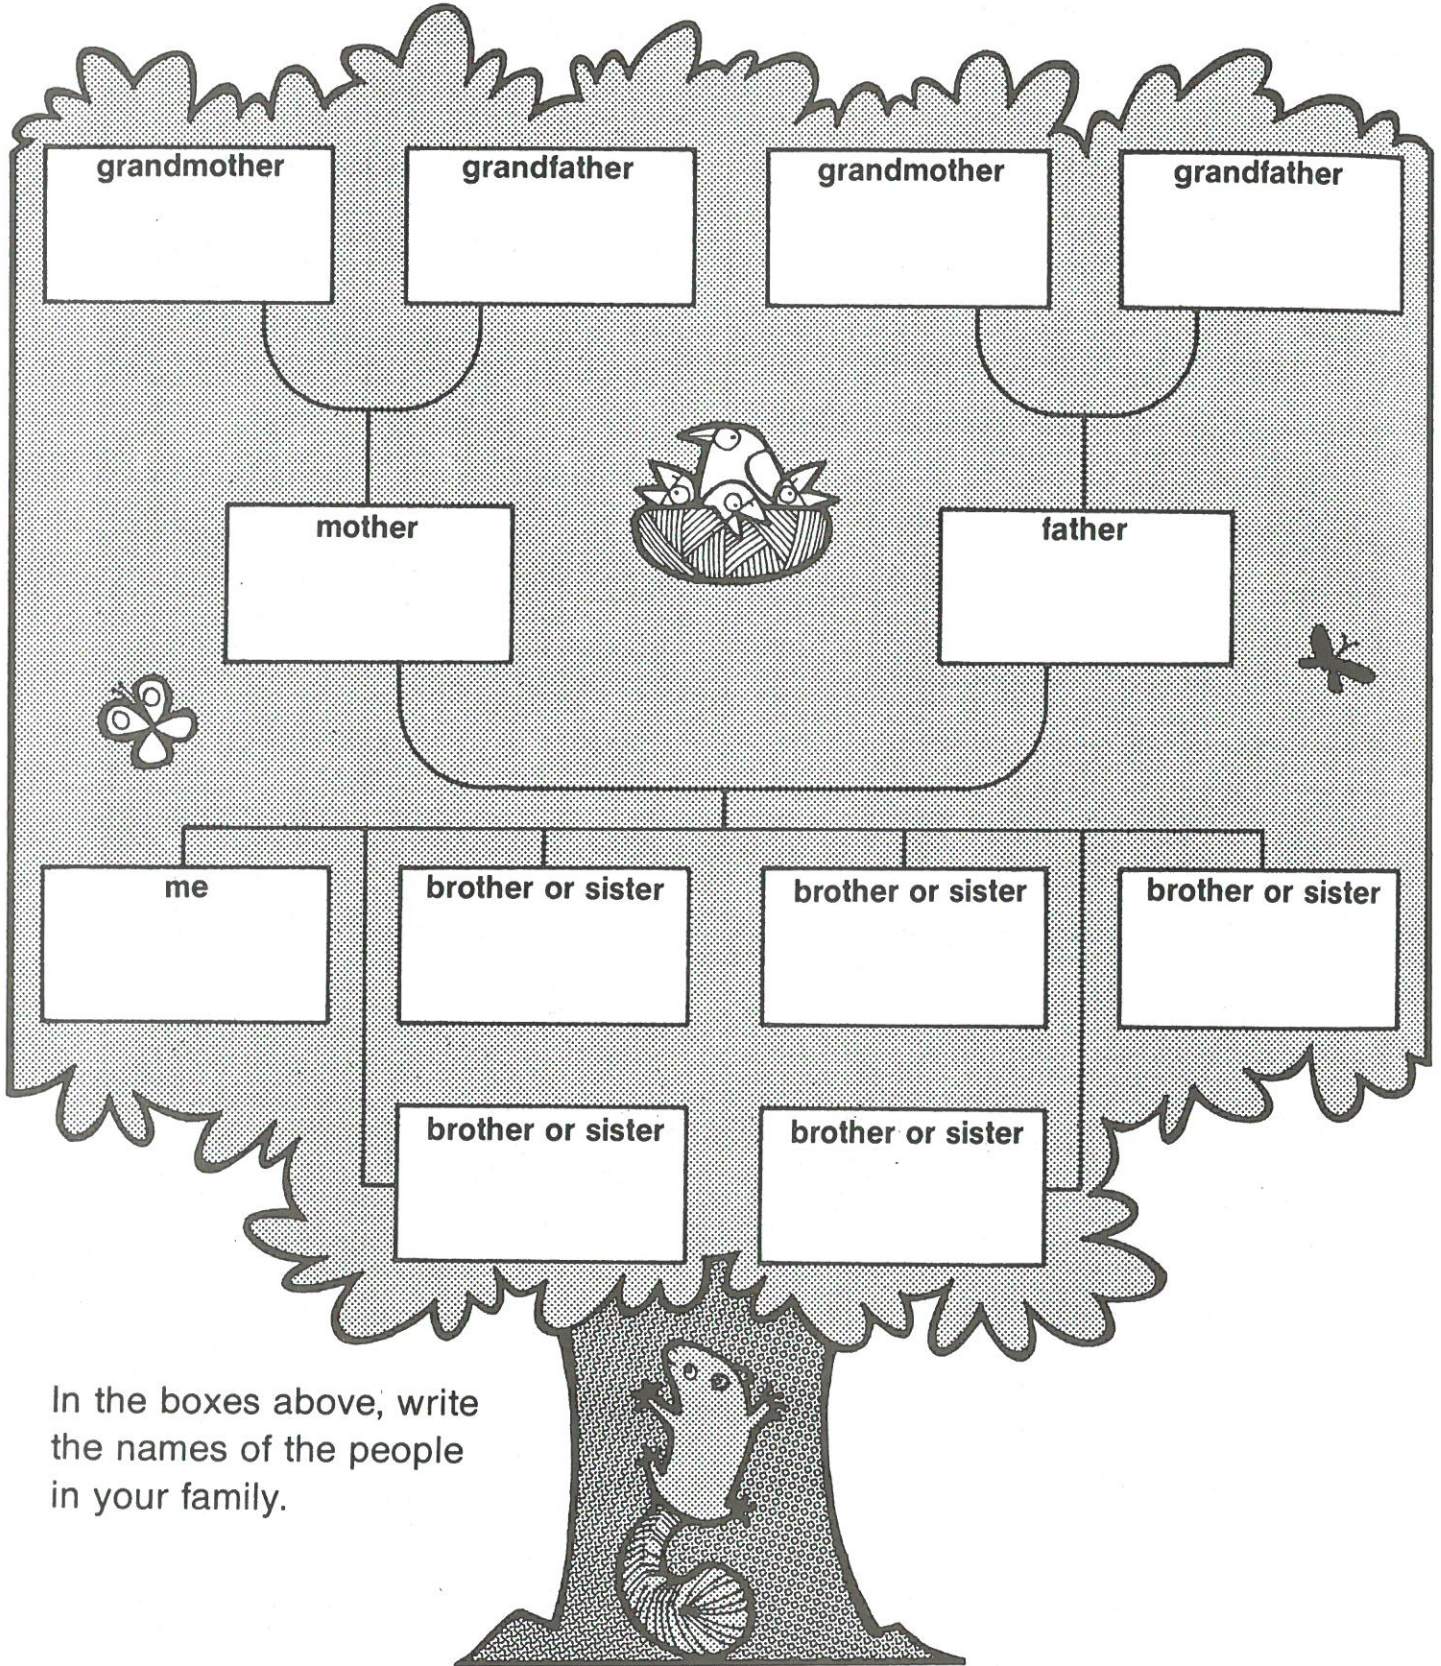 grandmother
grandfather
grandmother
grandfather
mother
father
me
brother or sister
brother or sister
brother or sister
brother or sister
brother or sister
In the boxes above, write
the names of the people
in your family.